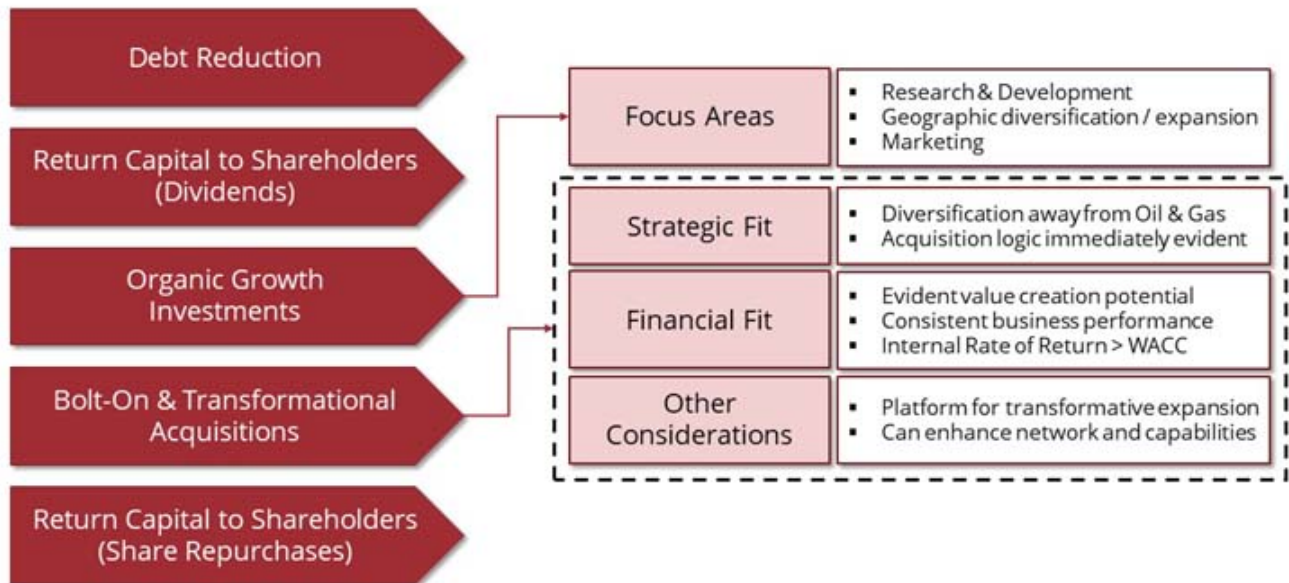 Debt Reduction
Return Capital to Shareholders
(Dividends)
Organic Growth
Investments
Bolt-On & Transformational
Acquisitions
Return Capital to Shareholders
(Share Repurchases)
Focus Areas
▪ Research & Development
▪ Geographic diversification / expansion
▪ Marketing
Strategic Fit
▪ Diversification away from Oil & Gas
▪ Acquisition logic immediately evident
Financial Fit
▪ Evident value creation potential
▪ Consistent business performance
▪ Internal Rate of Return > WACC
Other
Considerations
▪ Platform for transformative expansion
▪ Can enhance network and capabilities